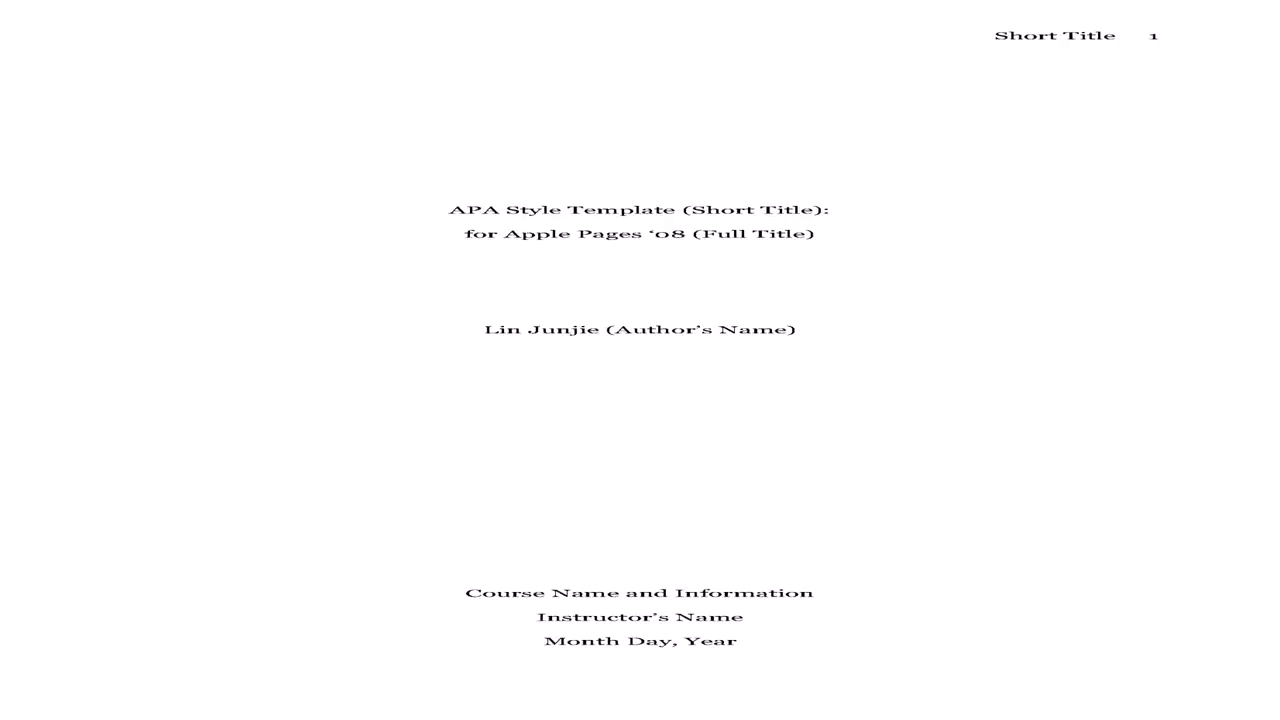 Short Title 1
APA Style Template (Short Title):
for Apple Pages ‘08 (Full Title)
Lin Junjie (Author’s Name)
Course Name and Information
Instructor’s Name
Month Day, Year